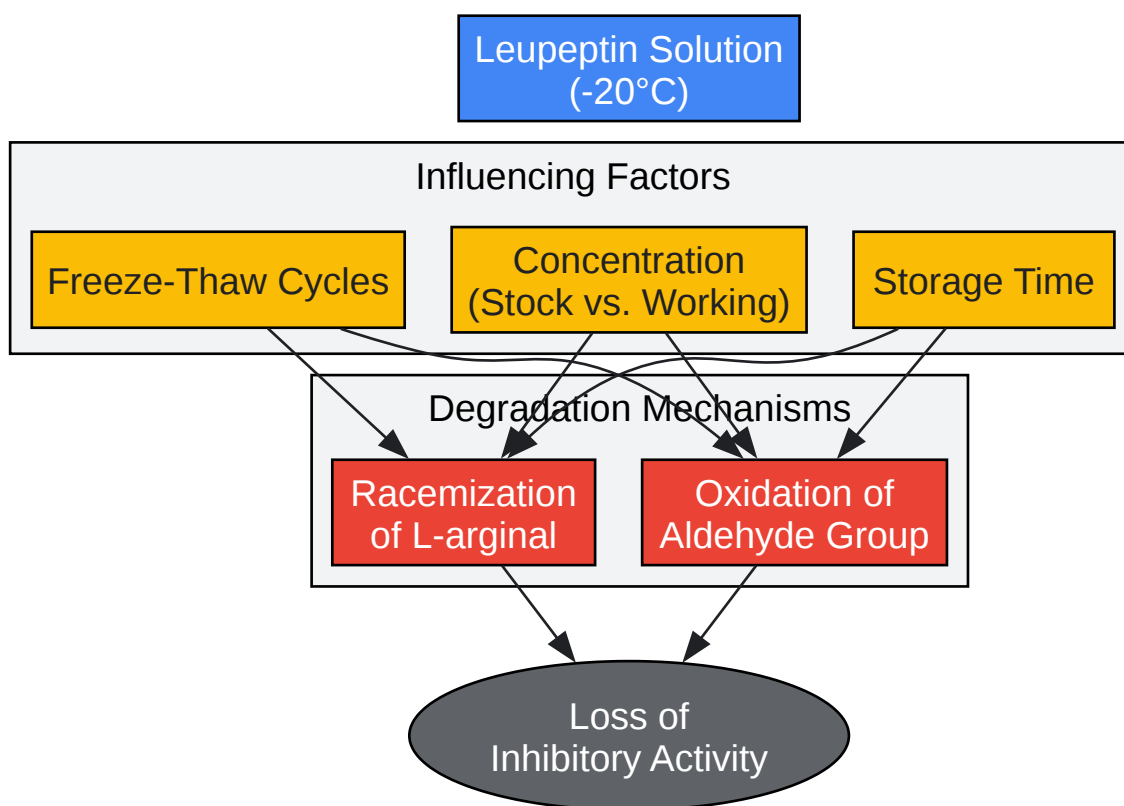 Leupeptin Solution
(-20°C)
Influencing Factors
Freeze-Thaw Cycles
Concentration
(Stock vs. Working)
Storage Time
Degradation Mechanisms
Racemization
of L-arginal
Oxidation of
Aldehyde Group
Loss of
Inhibitory Activity